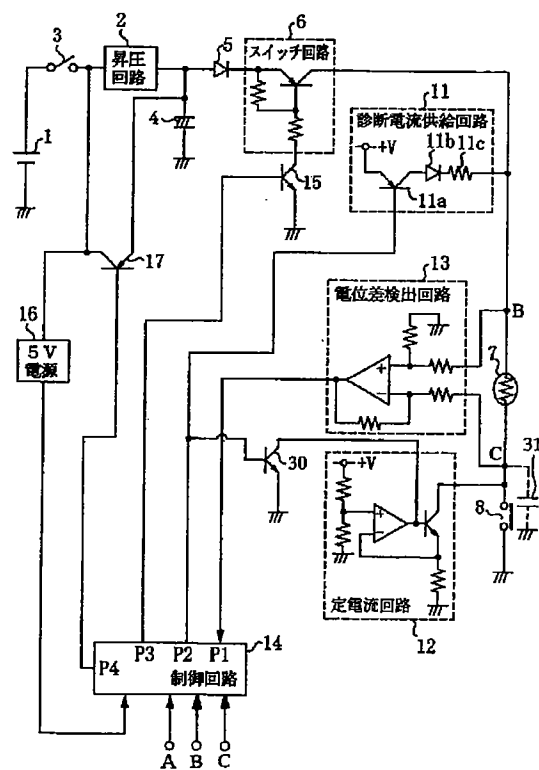 2
6
3
昇圧
回路
5
スイッチ回路
11
診断電流供給回路
4
1
+V
11b
11c
15
11a
17
13
電位差検出回路
B
16
5V
電源
7
C
31
30
+V
8
定電流回路
12
P4
P3
P2
P1
14
制御回路
A
B
C